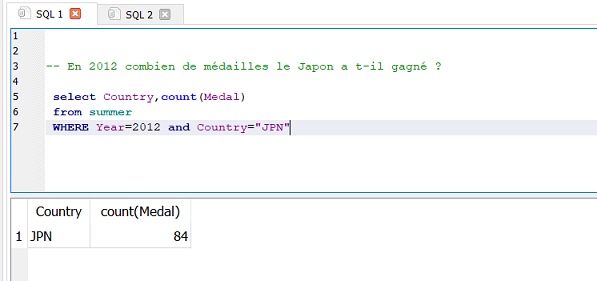 SQL 1 SQL 2
1
2
3 -- En 2012 combien de médailles le Japon a t-il gagné ?
4
5 select Country,count(Medal)
6 from summer
7 WHERE Year=2012 and Country="JPN"
Country count(Medal)
1 JPN 84